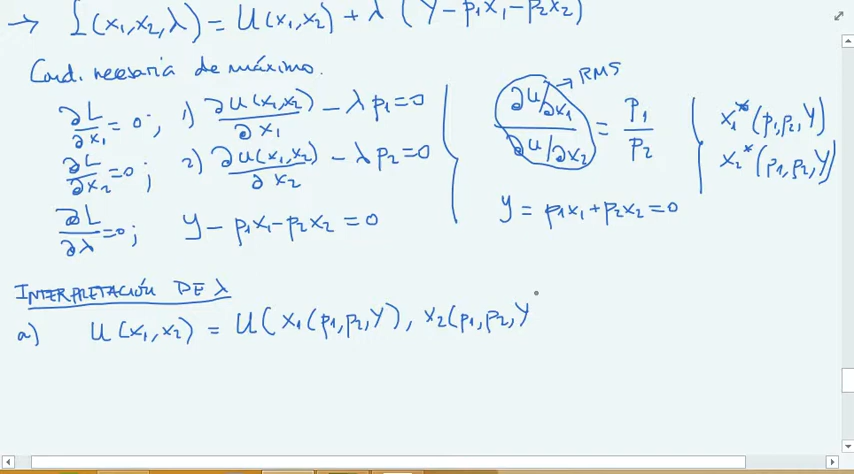 → L(x₁,x₂,λ) = U(x₁,x₂) + λ (Y − p₁x₁ − p₂x₂)
Cond. necesaria de máximo.
∂L/∂x₁ = 0; 1) ∂U(x₁,x₂)/∂x₁ − λp₁ = 0
∂L/∂x₂ = 0; 2) ∂U(x₁,x₂)/∂x₂ − λp₂ = 0
∂L/∂λ = 0; Y − p₁x₁ − p₂x₂ = 0
→ RMS
∂U/∂x₁ / ∂U/∂x₂ = P₁/P₂
Y = p₁x₁ + p₂x₂ = 0
x₁*(p₁,p₂,Y)
x₂*(p₁,p₂,Y)
INTERPRETACIÓN DE λ
a) U(x₁,x₂) = U(x₁(p₁,p₂,Y), x₂(p₁,p₂,Y